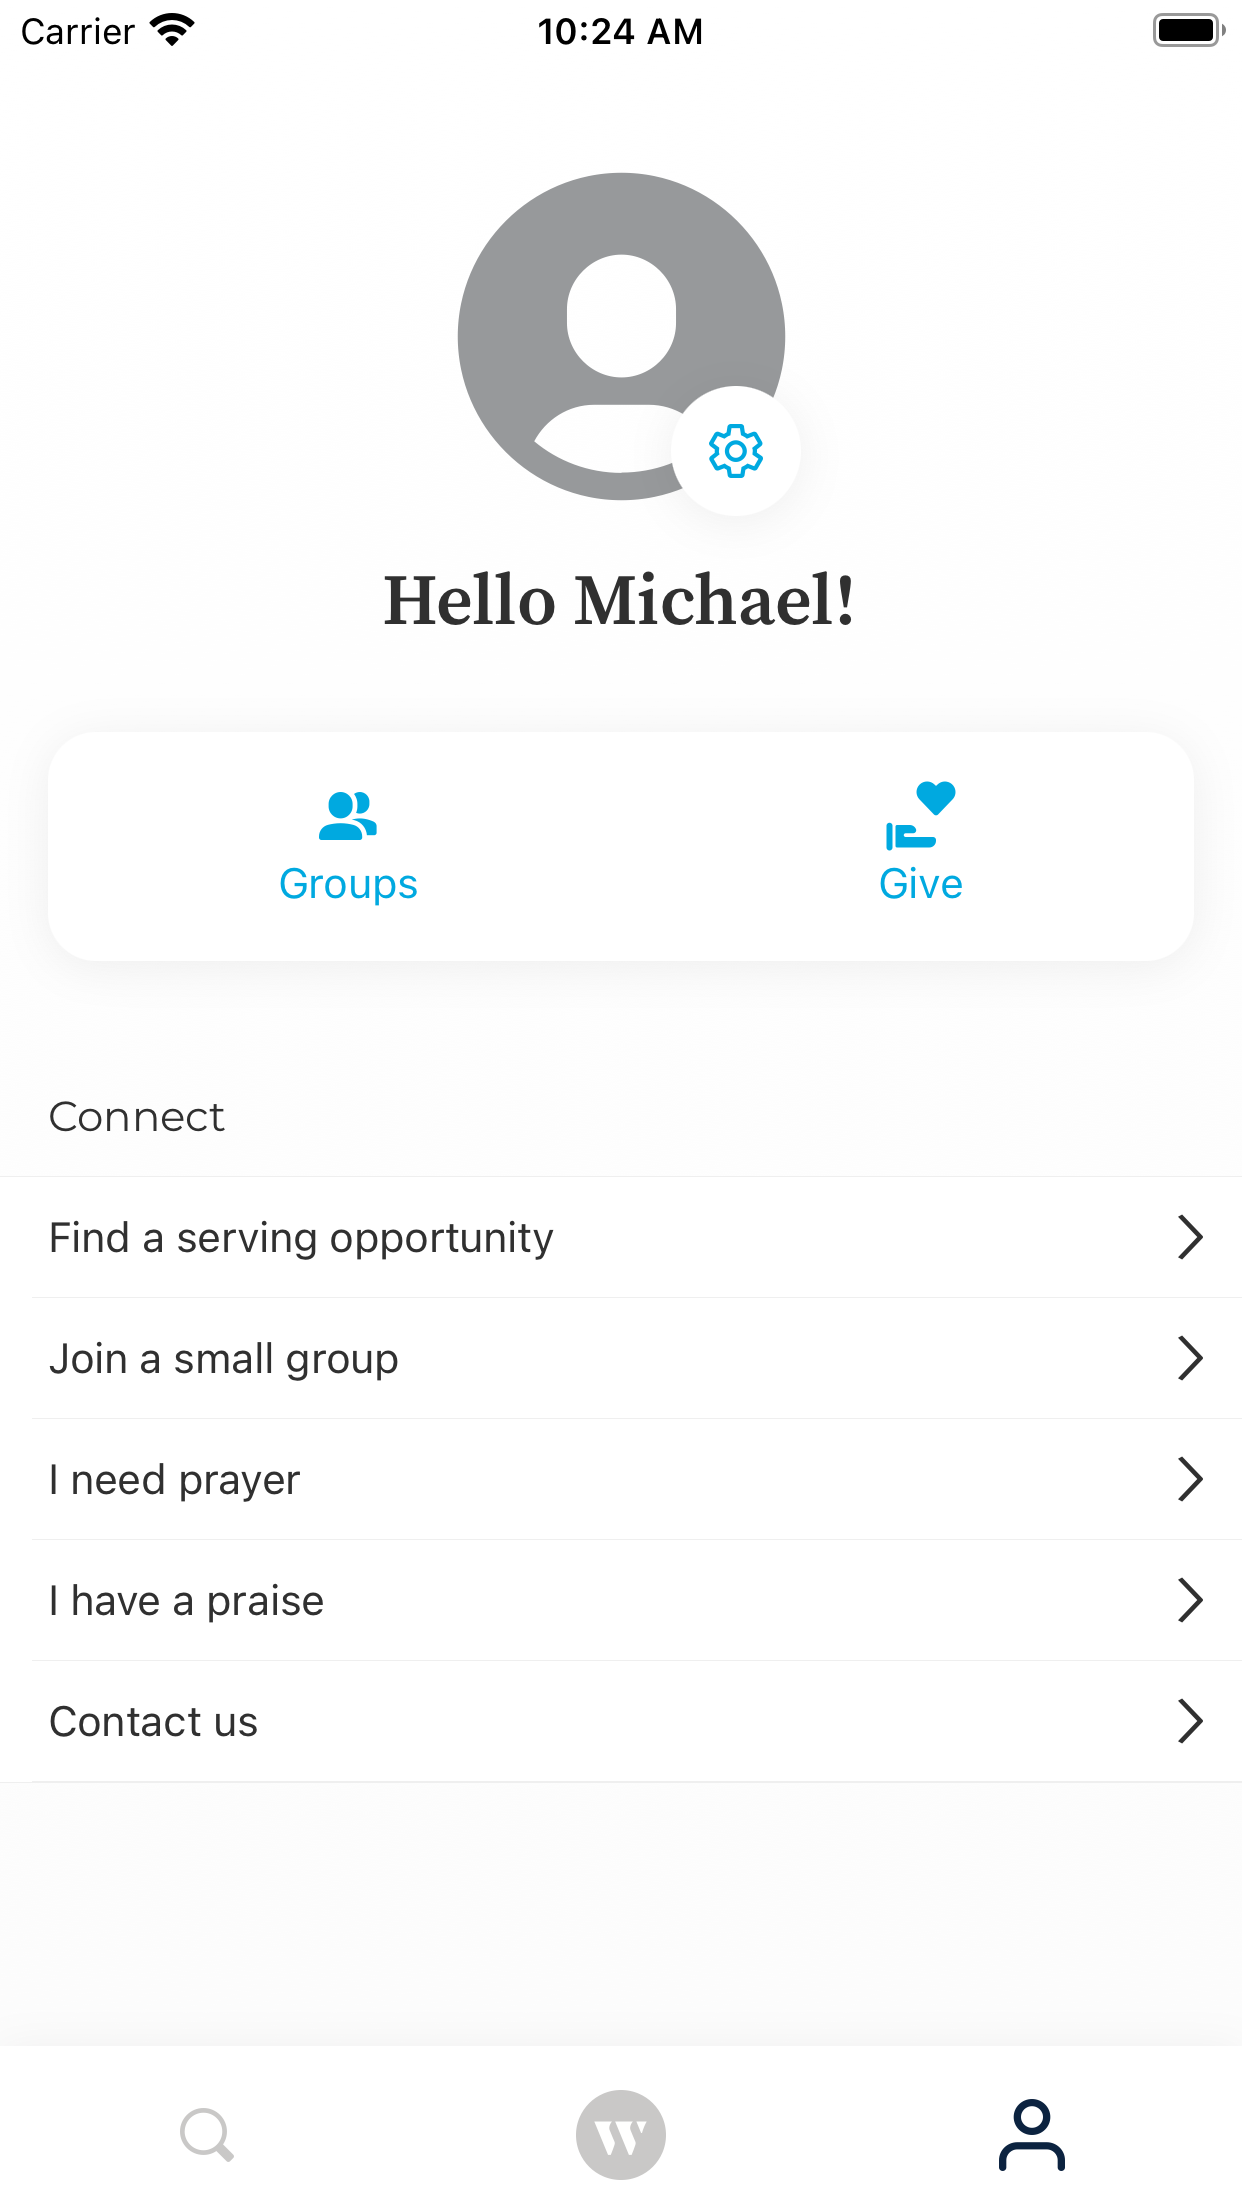 Carrier 10:24 AM
Hello Michael!
Groups Give
Connect
Find a serving opportunity
Join a small group
I need prayer
I have a praise
Contact us
W